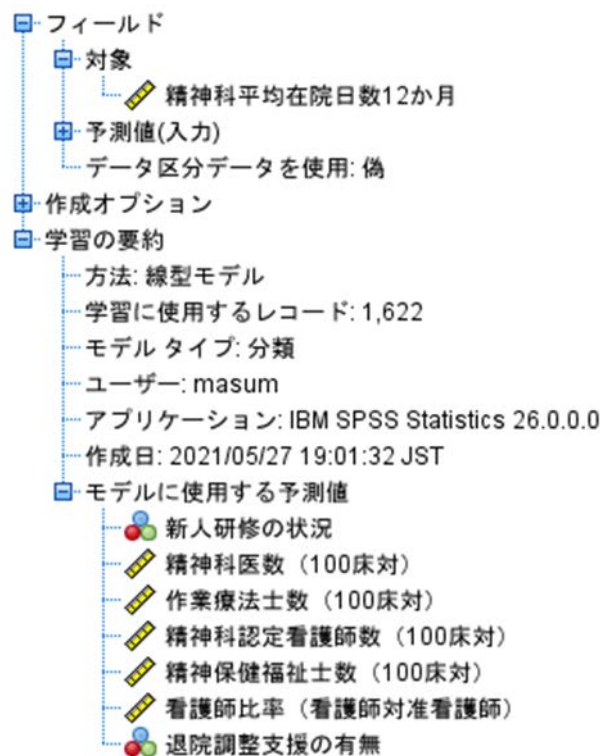 フィールド
対象
精神科平均在院日数12か月
予測値(入力)
データ区分データを使用: 偽
作成オプション
学習の要約
方法: 線型モデル
学習に使用するレコード: 1,622
モデル タイプ: 分類
ユーザー: masum
アプリケーション: IBM SPSS Statistics 26.0.0.0
作成日: 2021/05/27 19:01:32 JST
モデルに使用する予測値
新人研修の状況
精神科医数（100床対）
作業療法士数（100床対）
精神科認定看護師数（100床対）
精神保健福祉士数（100床対）
看護師比率（看護師対准看護師）
退院調整支援の有無